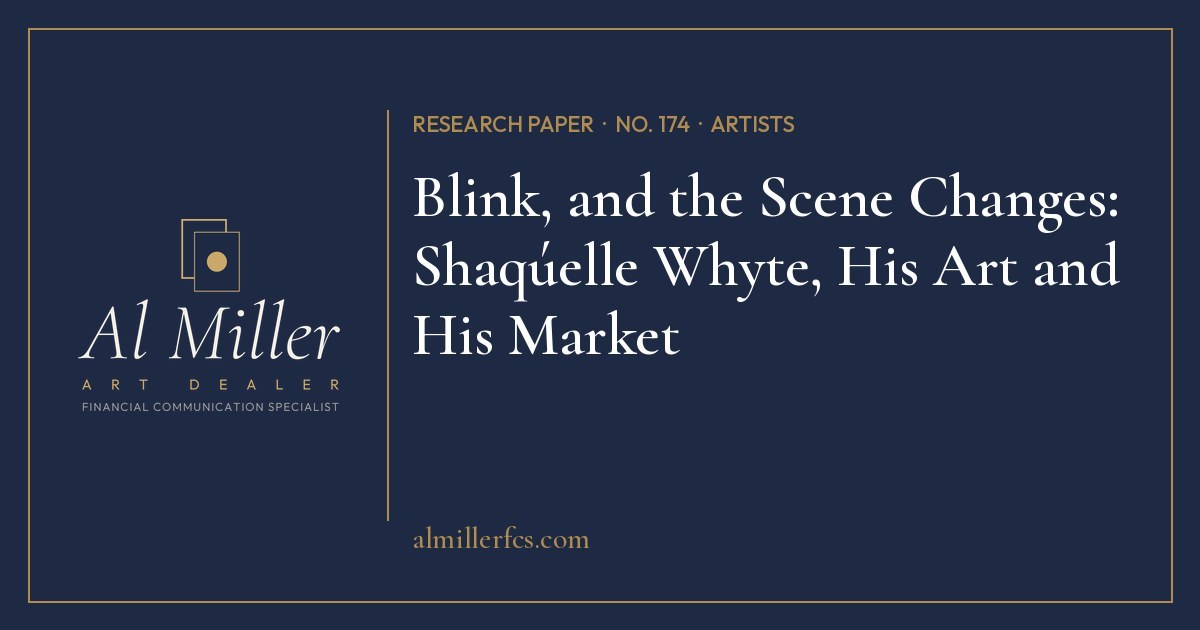 RESEARCH PAPER · NO. 174 · ARTISTS
Blink, and the Scene Changes:
Shaqúelle Whyte, His Art and
His Market
Al Miller
ART DEALER
FINANCIAL COMMUNICATION SPECIALIST
almillerfcs.com